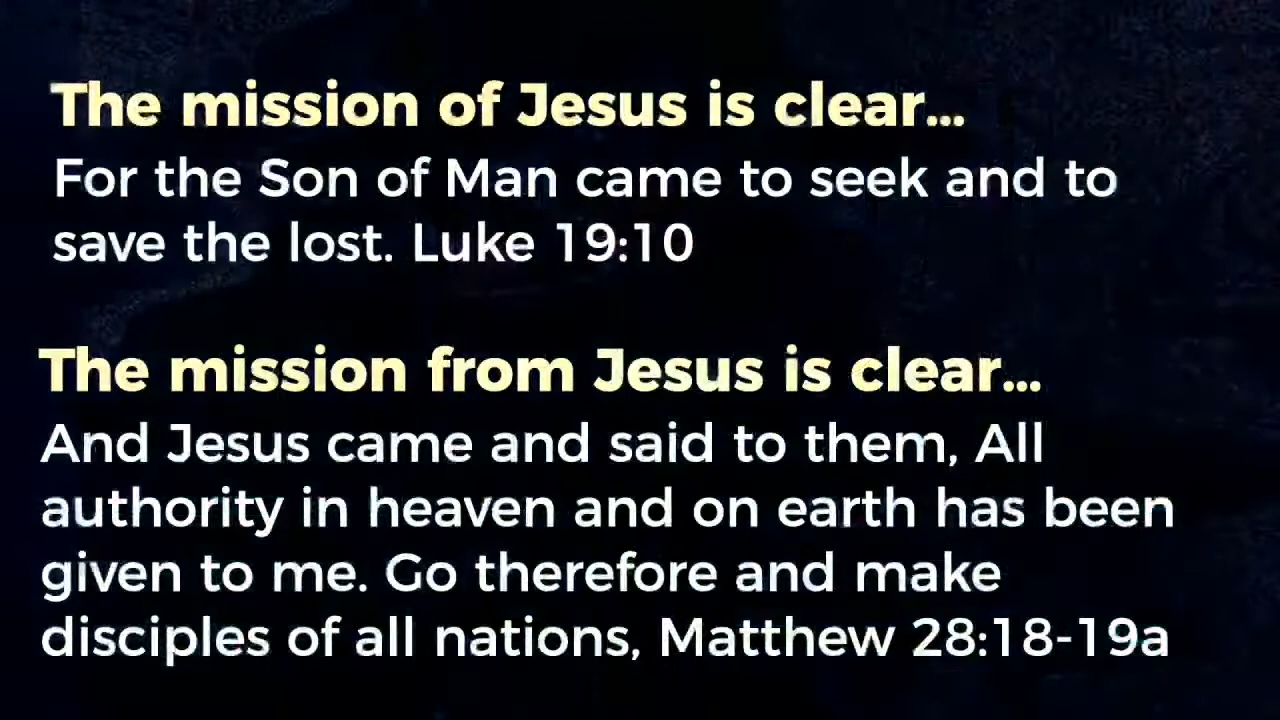 The mission of Jesus is clear...
For the Son of Man came to seek and to
save the lost. Luke 19:10
The mission from Jesus is clear...
And Jesus came and said to them, All
authority in heaven and on earth has been
given to me. Go therefore and make
disciples of all nations, Matthew 28:18-19a